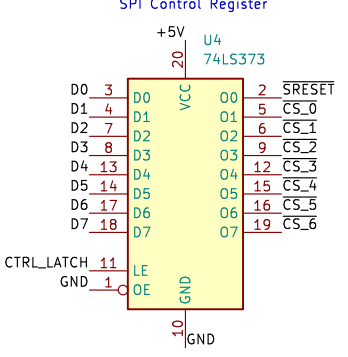 SPI Control Register
+5V
U4
74LS373
20
VCC
D0 3 D0 O0 2 SRESET
D1 4 D1 O1 5 CS_0
D2 7 D2 O2 6 CS_1
D3 8 D3 O3 9 CS_2
D4 13 D4 O4 12 CS_3
D5 14 D5 O5 15 CS_4
D6 17 D6 O6 16 CS_5
D7 18 D7 O7 19 CS_6
CTRL_LATCH 11 LE
GND 1 OE
GND
10
GND